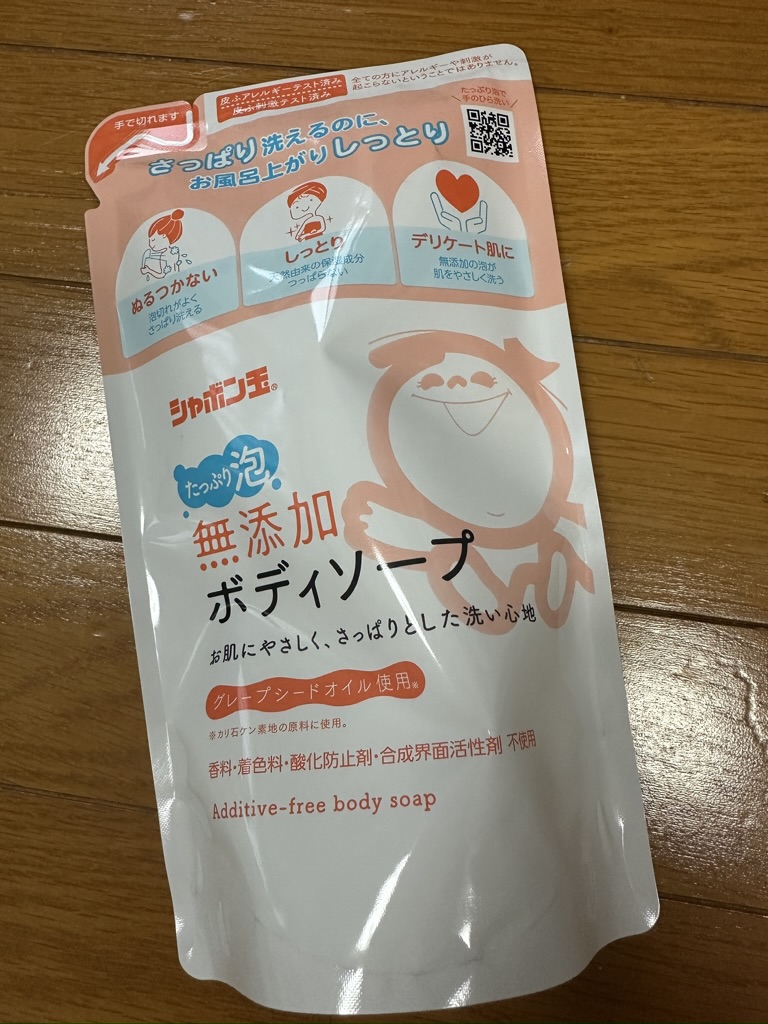 手で切れます
皮ふアレルギーテスト済み
皮ふ刺激テスト済み
全ての方にアレルギーや刺激が
起こらないということではありません。
たっぷり泡で
手のひら洗い
さっぱり洗えるのに、
お風呂上がりしっとり
ぬるつかない
泡切れがよく
さっぱり洗える
しっとり
天然由来の保湿成分
つっぱらない
デリケート肌に
無添加の泡が
肌をやさしく洗う
シャボン玉®
たっぷり泡
無添加
ボディソープ
お肌にやさしく、さっぱりとした洗い心地
グレープシードオイル使用※
※カリ石ケン素地の原料に使用。
香料・着色料・酸化防止剤・合成界面活性剤 不使用
Additive-free body soap